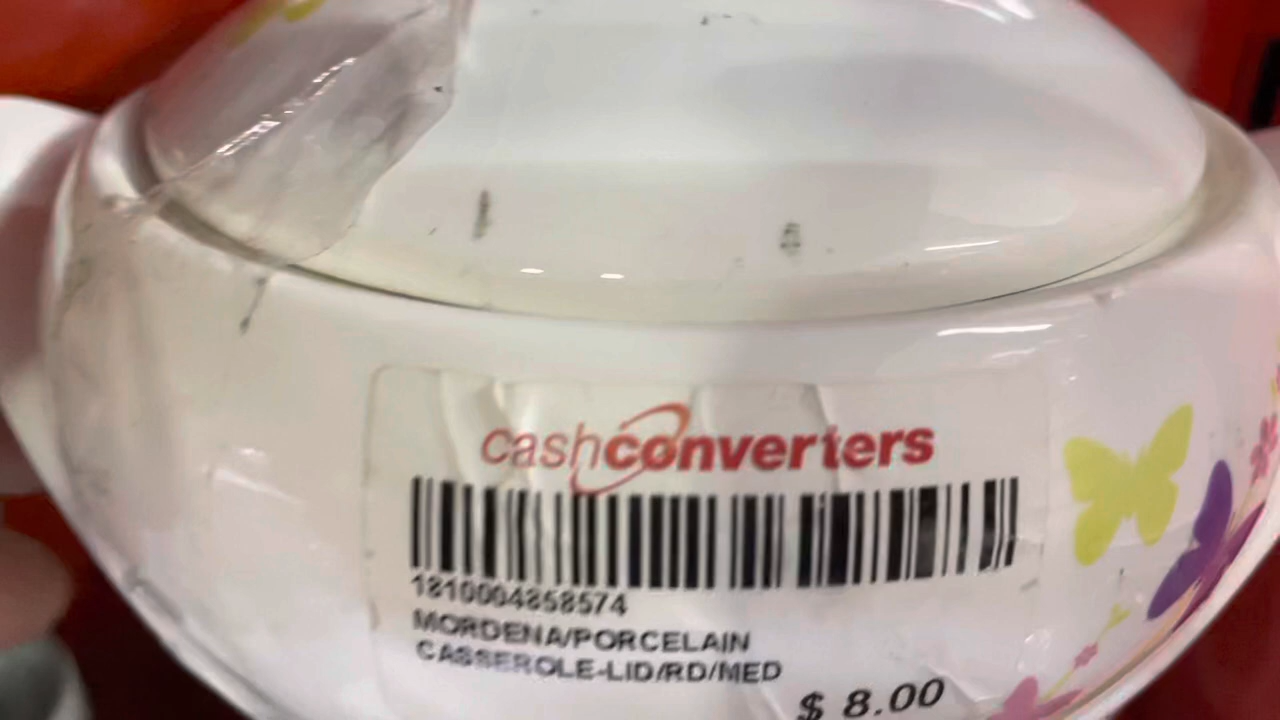 cashconverters
1810004858574
MORDENA/PORCELAIN
CASSEROLE-LID/RD/MED
$ 8.00